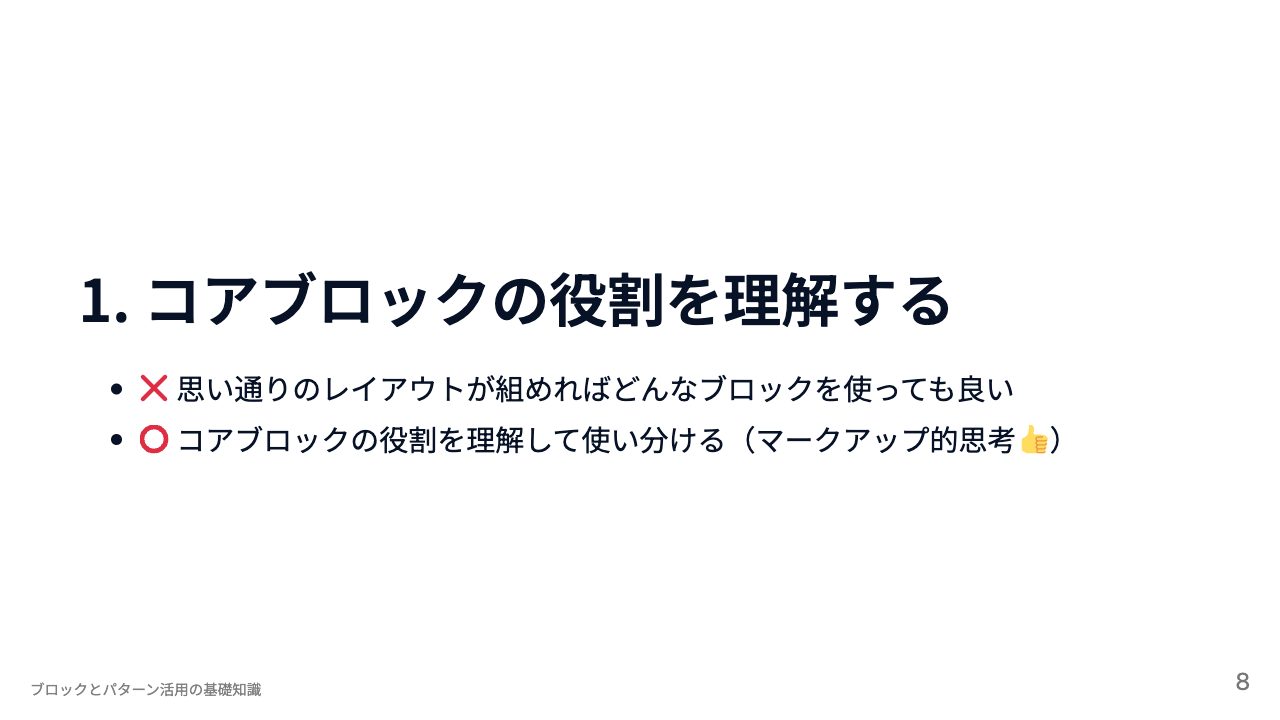 1. コアブロックの役割を理解する
• ❌ 思い通りのレイアウトが組めればどんなブロックを使っても良い
• ⭕ コアブロックの役割を理解して使い分ける（マークアップ的思考👍）
ブロックとパターン活用の基礎知識
8